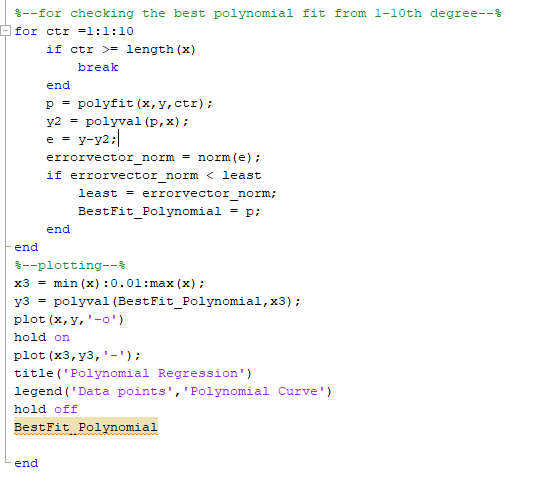 %--for checking the best polynomial fit from 1-10th degree--%
for ctr =1:1:10
    if ctr >= length(x)
        break
    end
    p = polyfit(x,y,ctr);
    y2 = polyval(p,x);
    e = y-y2;
    errorvector_norm = norm(e);
    if errorvector_norm < least
        least = errorvector_norm;
        BestFit_Polynomial = p;
    end
end
%--plotting--%
x3 = min(x):0.01:max(x);
y3 = polyval(BestFit_Polynomial,x3);
plot(x,y,'-o')
hold on
plot(x3,y3,'-');
title('Polynomial Regression')
legend('Data points','Polynomial Curve')
hold off
BestFit_Polynomial
end